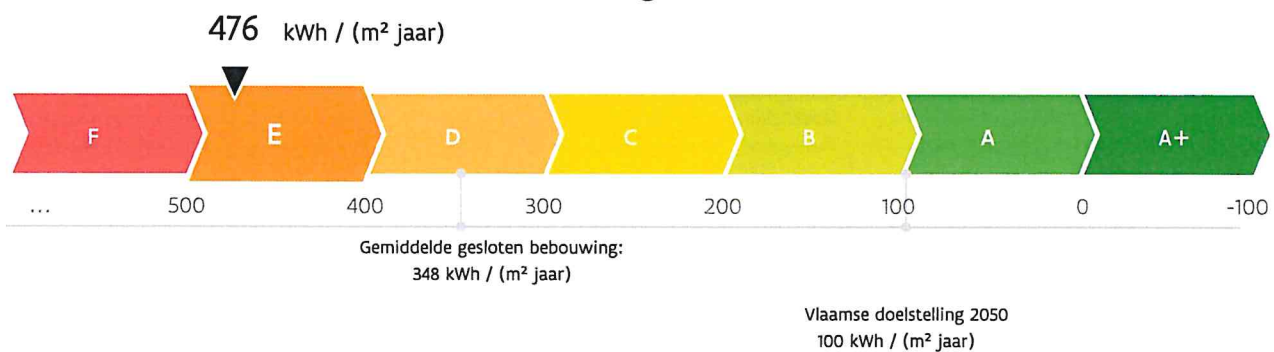 476 kWh / (m² jaar)
F E D C B A A+
... 500 400 300 200 100 0 -100
Gemiddelde gesloten bebouwing:
348 kWh / (m² jaar)
Vlaamse doelstelling 2050
100 kWh / (m² jaar)